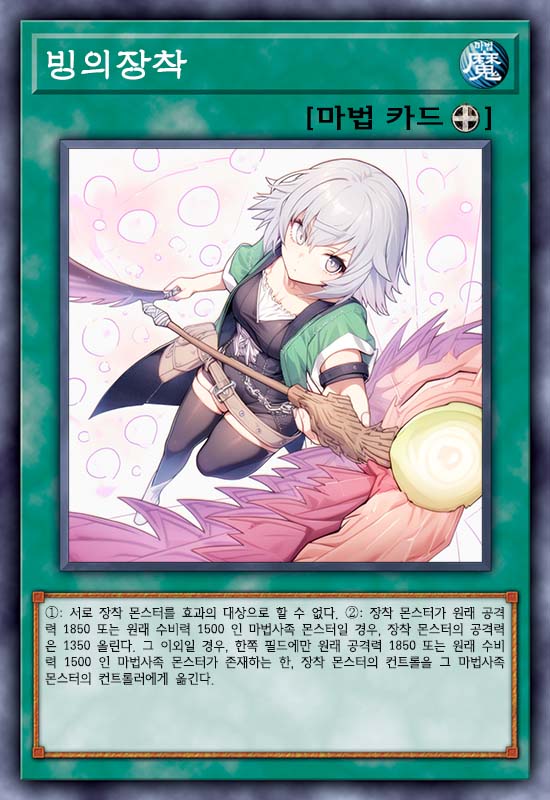 빙의장착
마법
魔
[마법 카드 ]
①: 서로 장착 몬스터를 효과의 대상으로 할 수 없다. ②: 장착 몬스터가 원래 공격
력 1850 또는 원래 수비력 1500 인 마법사족 몬스터일 경우, 장착 몬스터의 공격력
은 1350 올린다. 그 이외일 경우, 한쪽 필드에만 원래 공격력 1850 또는 원래 수비
력 1500 인 마법사족 몬스터가 존재하는 한, 장착 몬스터의 컨트롤을 그 마법사족
몬스터의 컨트롤러에게 옮긴다.